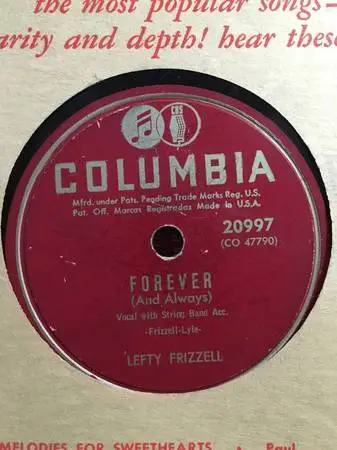 the most popular songs—
arity and depth! hear these
CBS
COLUMBIA
Mfrd. under Pats. Pending Trade Marks Reg. U.S.
Pat. Off. Marcas Registradas Made in U.S.A.
20997
(CO 47790)
FOREVER
(And Always)
Vocal with String Band Acc.
-Frizzell-Lyle-
LEFTY FRIZZELL
MELODIES FOR SWEETHEARTS
Paul